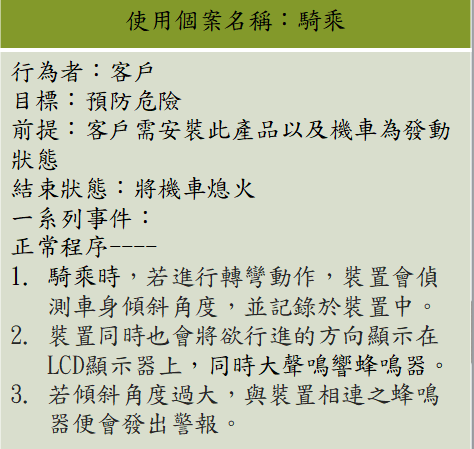 使用個案名稱：騎乘
行為者：客戶
目標：預防危險
前提：客戶需安裝此產品以及機車為發動
狀態
結束狀態：將機車熄火
一系列事件：
正常程序----
1. 騎乘時，若進行轉彎動作，裝置會偵
測車身傾斜角度，並記錄於裝置中。
2. 裝置同時也會將欲行進的方向顯示在
LCD顯示器上，同時大聲鳴響蜂鳴器。
3. 若傾斜角度過大，與裝置相連之蜂鳴
器便會發出警報。